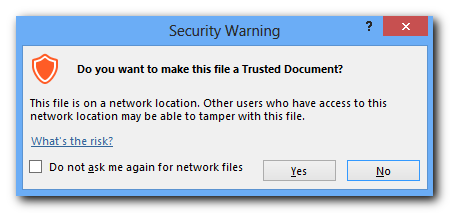 Security Warning
?
Do you want to make this file a Trusted Document?
This file is on a network location. Other users who have access to this
network location may be able to tamper with this file.
What's the risk?
Do not ask me again for network files
Yes
No